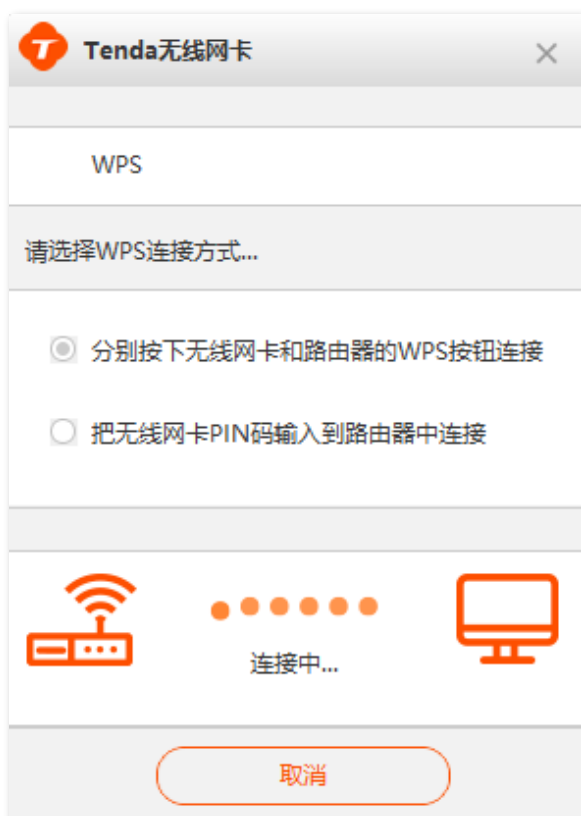 Tenda无线网卡
WPS
请选择WPS连接方式...
分别按下无线网卡和路由器的WPS按钮连接
把无线网卡PIN码输入到路由器中连接
连接中...
取消